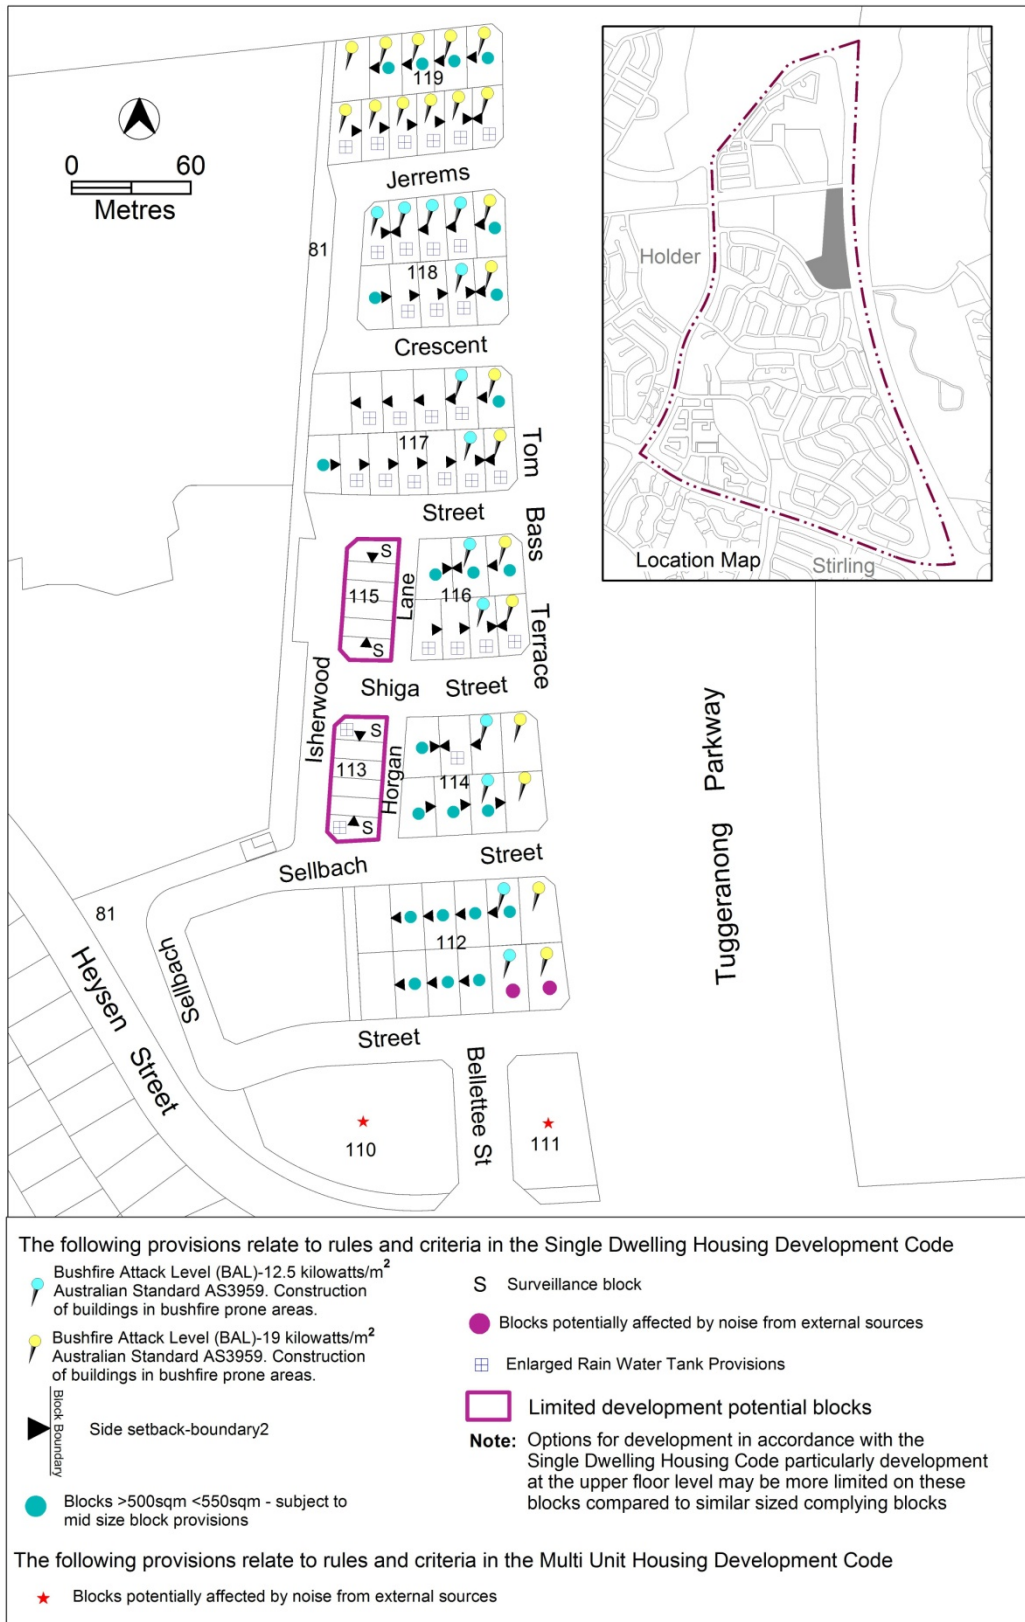 119
0 60
Metres
Jerrems
81
118
Crescent
117
Tom
Street
Bass
S
115
Lane
116
S
Terrace
Shiga Street
Isherwood
S
113
Horgan
114
S
Sellbach Street
Tuggeranong Parkway
81
112
Sellbach
Heysen Street
Street
Bellettee St
110
111
Holder
Location Map
Stirling
The following provisions relate to rules and criteria in the Single Dwelling Housing Development Code
Bushfire Attack Level (BAL)-12.5 kilowatts/m²
Australian Standard AS3959. Construction
of buildings in bushfire prone areas.
Bushfire Attack Level (BAL)-19 kilowatts/m²
Australian Standard AS3959. Construction
of buildings in bushfire prone areas.
Block Boundary
Side setback-boundary2
Blocks >500sqm <550sqm - subject to
mid size block provisions
S Surveillance block
Blocks potentially affected by noise from external sources
Enlarged Rain Water Tank Provisions
Limited development potential blocks
Note: Options for development in accordance with the
Single Dwelling Housing Code particularly development
at the upper floor level may be more limited on these
blocks compared to similar sized complying blocks
The following provisions relate to rules and criteria in the Multi Unit Housing Development Code
Blocks potentially affected by noise from external sources